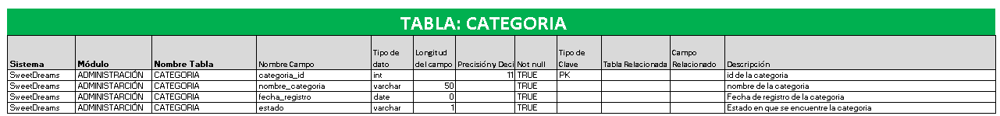 TABLA: CATEGORIA
Sistema Módulo Nombre Tabla Nombre Campo Tipo de dato Longitud del campo Precisión y Deci Not null Tipo de Clave Tabla Relacionada Campo Relacionado Descripción
SweetDreams ADMINISTRACIÓN CATEGORIA categoria_id int 11 TRUE PK id de la categoria
SweetDreams ADMINISTARCIÓN CATEGORIA nombre_categoria varchar 50 TRUE nombre de la categoria
SweetDreams ADMINISTARCIÓN CATEGORIA fecha_registro date 0 TRUE Fecha de registro de la categoria
SweetDreams ADMINISTARCIÓN CATEGORIA estado varchar 1 TRUE Estado en que se encuentre la categoria